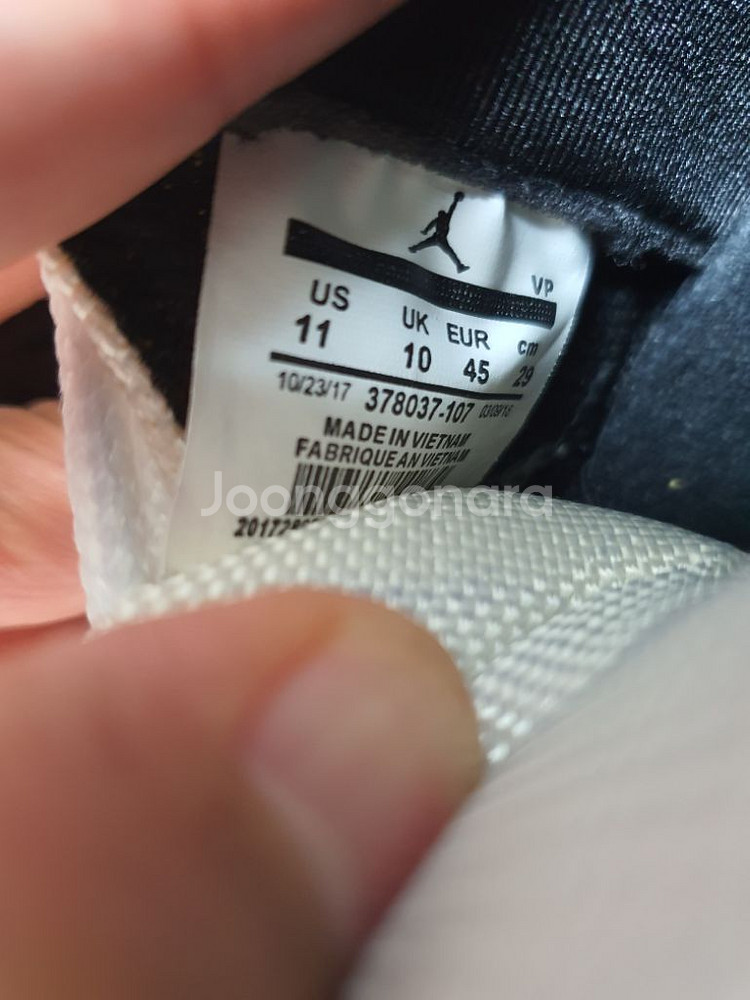 VP
US UK EUR cm
11 10 45 29
10/23/17 378037-107
MADE IN VIETNAM
FABRIQUE AN VIETNAM
Joonggonara